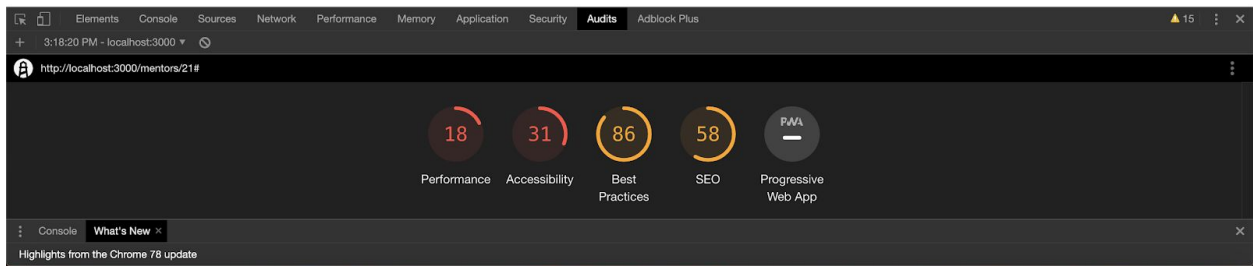 Elements Console Sources Network Performance Memory Application Security Audits Adblock Plus 15
3:18:20 PM - localhost:3000
http://localhost:3000/mentors/21#
18 31 86 58 PWA
Performance Accessibility Best Practices SEO Progressive Web App
Console What's New
Highlights from the Chrome 78 update